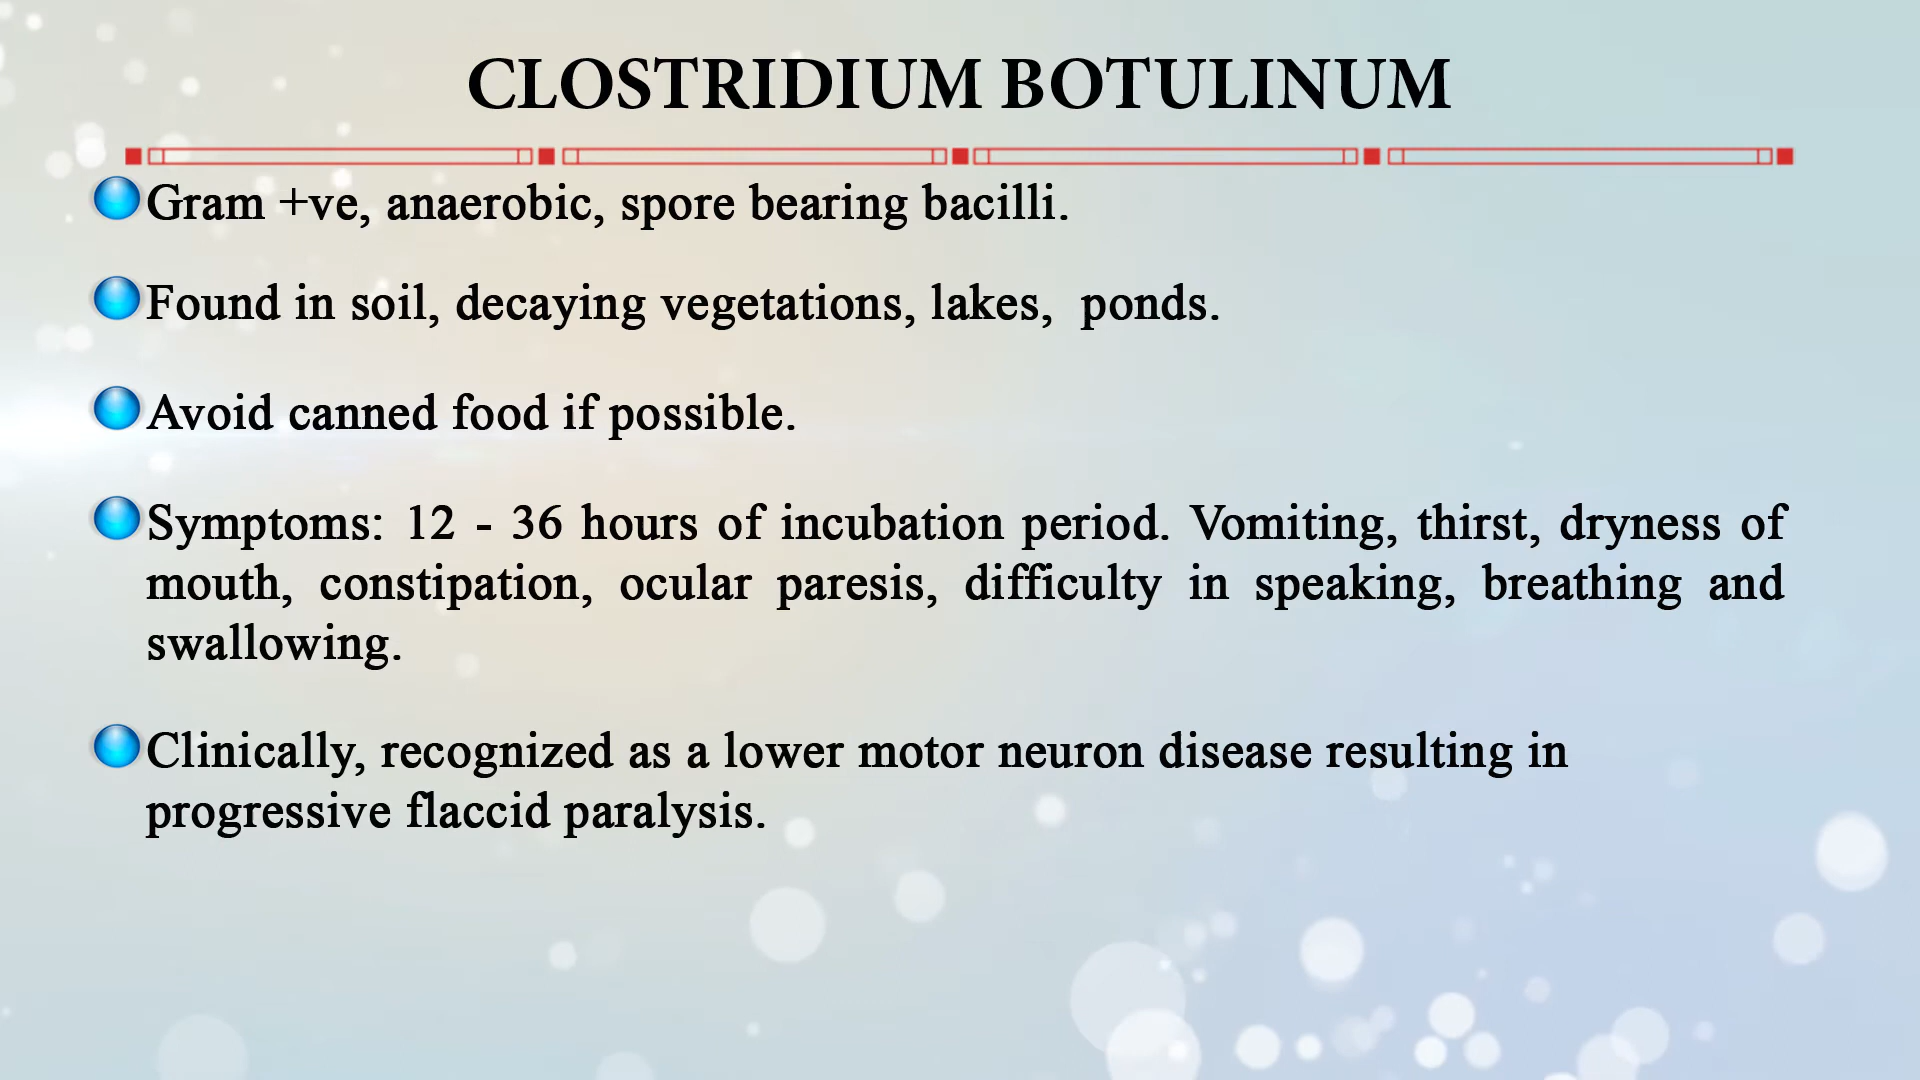 CLOSTRIDIUM BOTULINUM
Gram +ve, anaerobic, spore bearing bacilli.
Found in soil, decaying vegetations, lakes,  ponds.
Avoid canned food if possible.
Symptoms: 12 - 36 hours of incubation period. Vomiting, thirst, dryness of
mouth, constipation, ocular paresis, difficulty in speaking, breathing and
swallowing.
Clinically, recognized as a lower motor neuron disease resulting in
progressive flaccid paralysis.